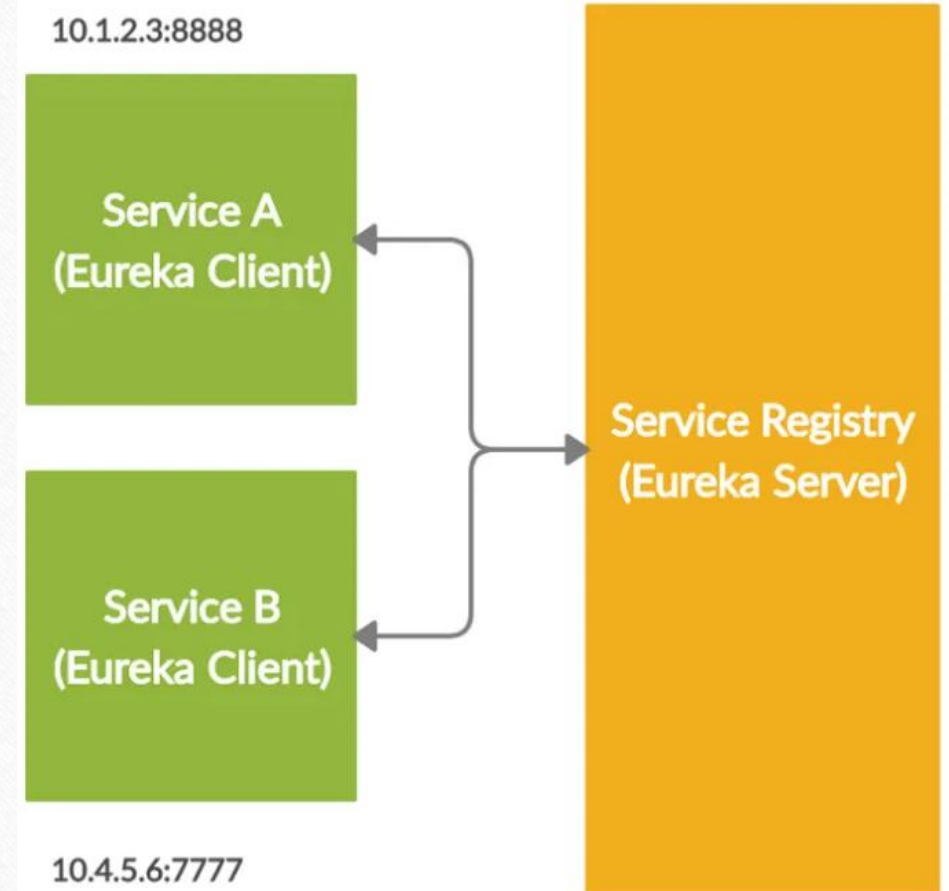 10.1.2.3:8888
Service A
(Eureka Client)
Service Registry
(Eureka Server)
Service B
(Eureka Client)
10.4.5.6:7777